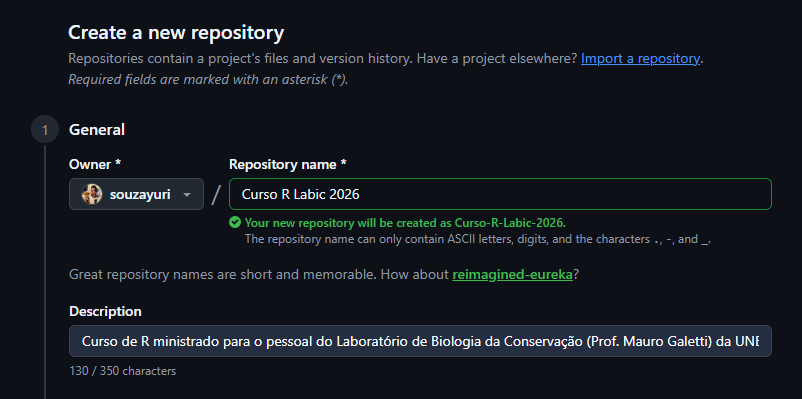 Create a new repository
Repositories contain a project's files and version history. Have a project elsewhere? Import a repository.
Required fields are marked with an asterisk (*).
1 General
Owner * Repository name *
souzayuri / Curso R Labic 2026
Your new repository will be created as Curso-R-Labic-2026.
The repository name can only contain ASCII letters, digits, and the characters ., -, and _.
Great repository names are short and memorable. How about reimagined-eureka?
Description
Curso de R ministrado para o pessoal do Laboratório de Biologia da Conservação (Prof. Mauro Galetti) da
130 / 350 characters